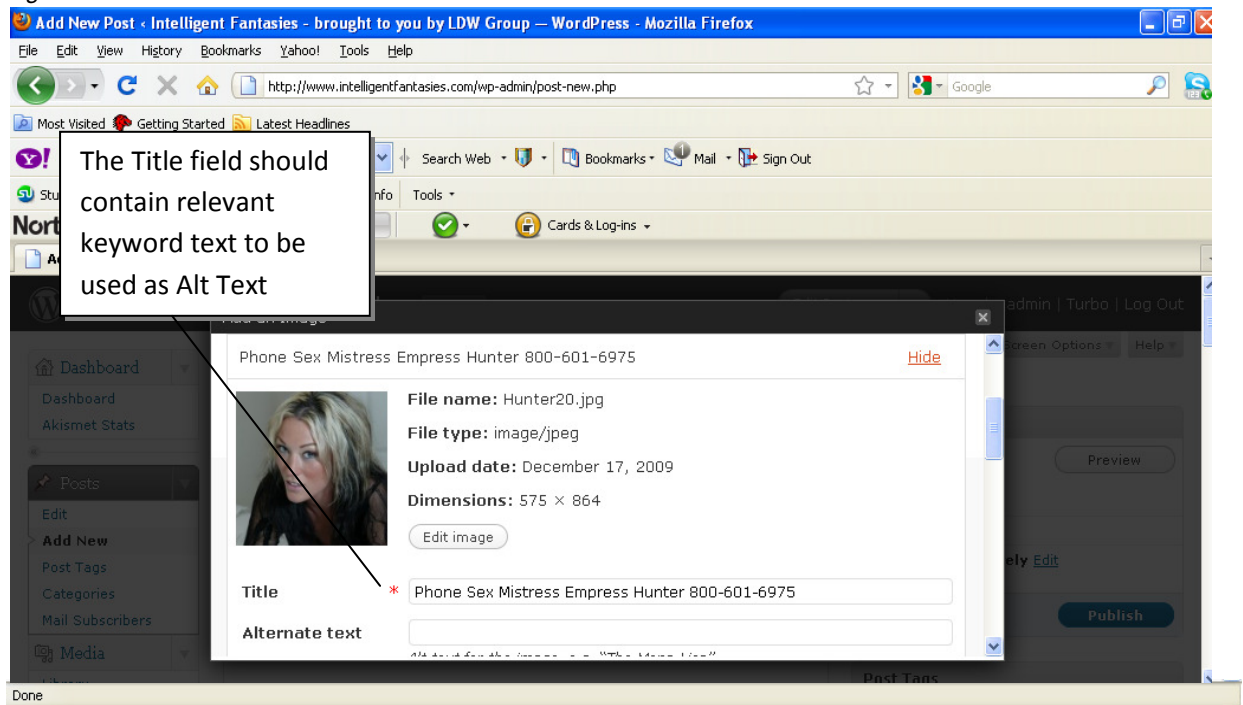 Add New Post ‹ Intelligent Fantasies - brought to you by LDW Group — WordPress - Mozilla Firefox
File Edit View History Bookmarks Yahoo! Tools Help
http://www.intelligentfantasies.com/wp-admin/post-new.php
Google
Most Visited Getting Started Latest Headlines
Y!
Search Web Bookmarks Mail Sign Out
Tools
Cards & Log-ins
The Title field should
contain relevant
keyword text to be
used as Alt Text
admin | Turbo | Log Out
Screen Options Help
Phone Sex Mistress Empress Hunter 800-601-6975
Hide
File name: Hunter20.jpg
File type: image/jpeg
Upload date: December 17, 2009
Dimensions: 575 × 864
Edit image
Title * Phone Sex Mistress Empress Hunter 800-601-6975
Alternate text
Dashboard
Dashboard
Akismet Stats
Posts
Edit
Add New
Post Tags
Categories
Mail Subscribers
Media
Preview
Edit
Publish
Post Tags
Done